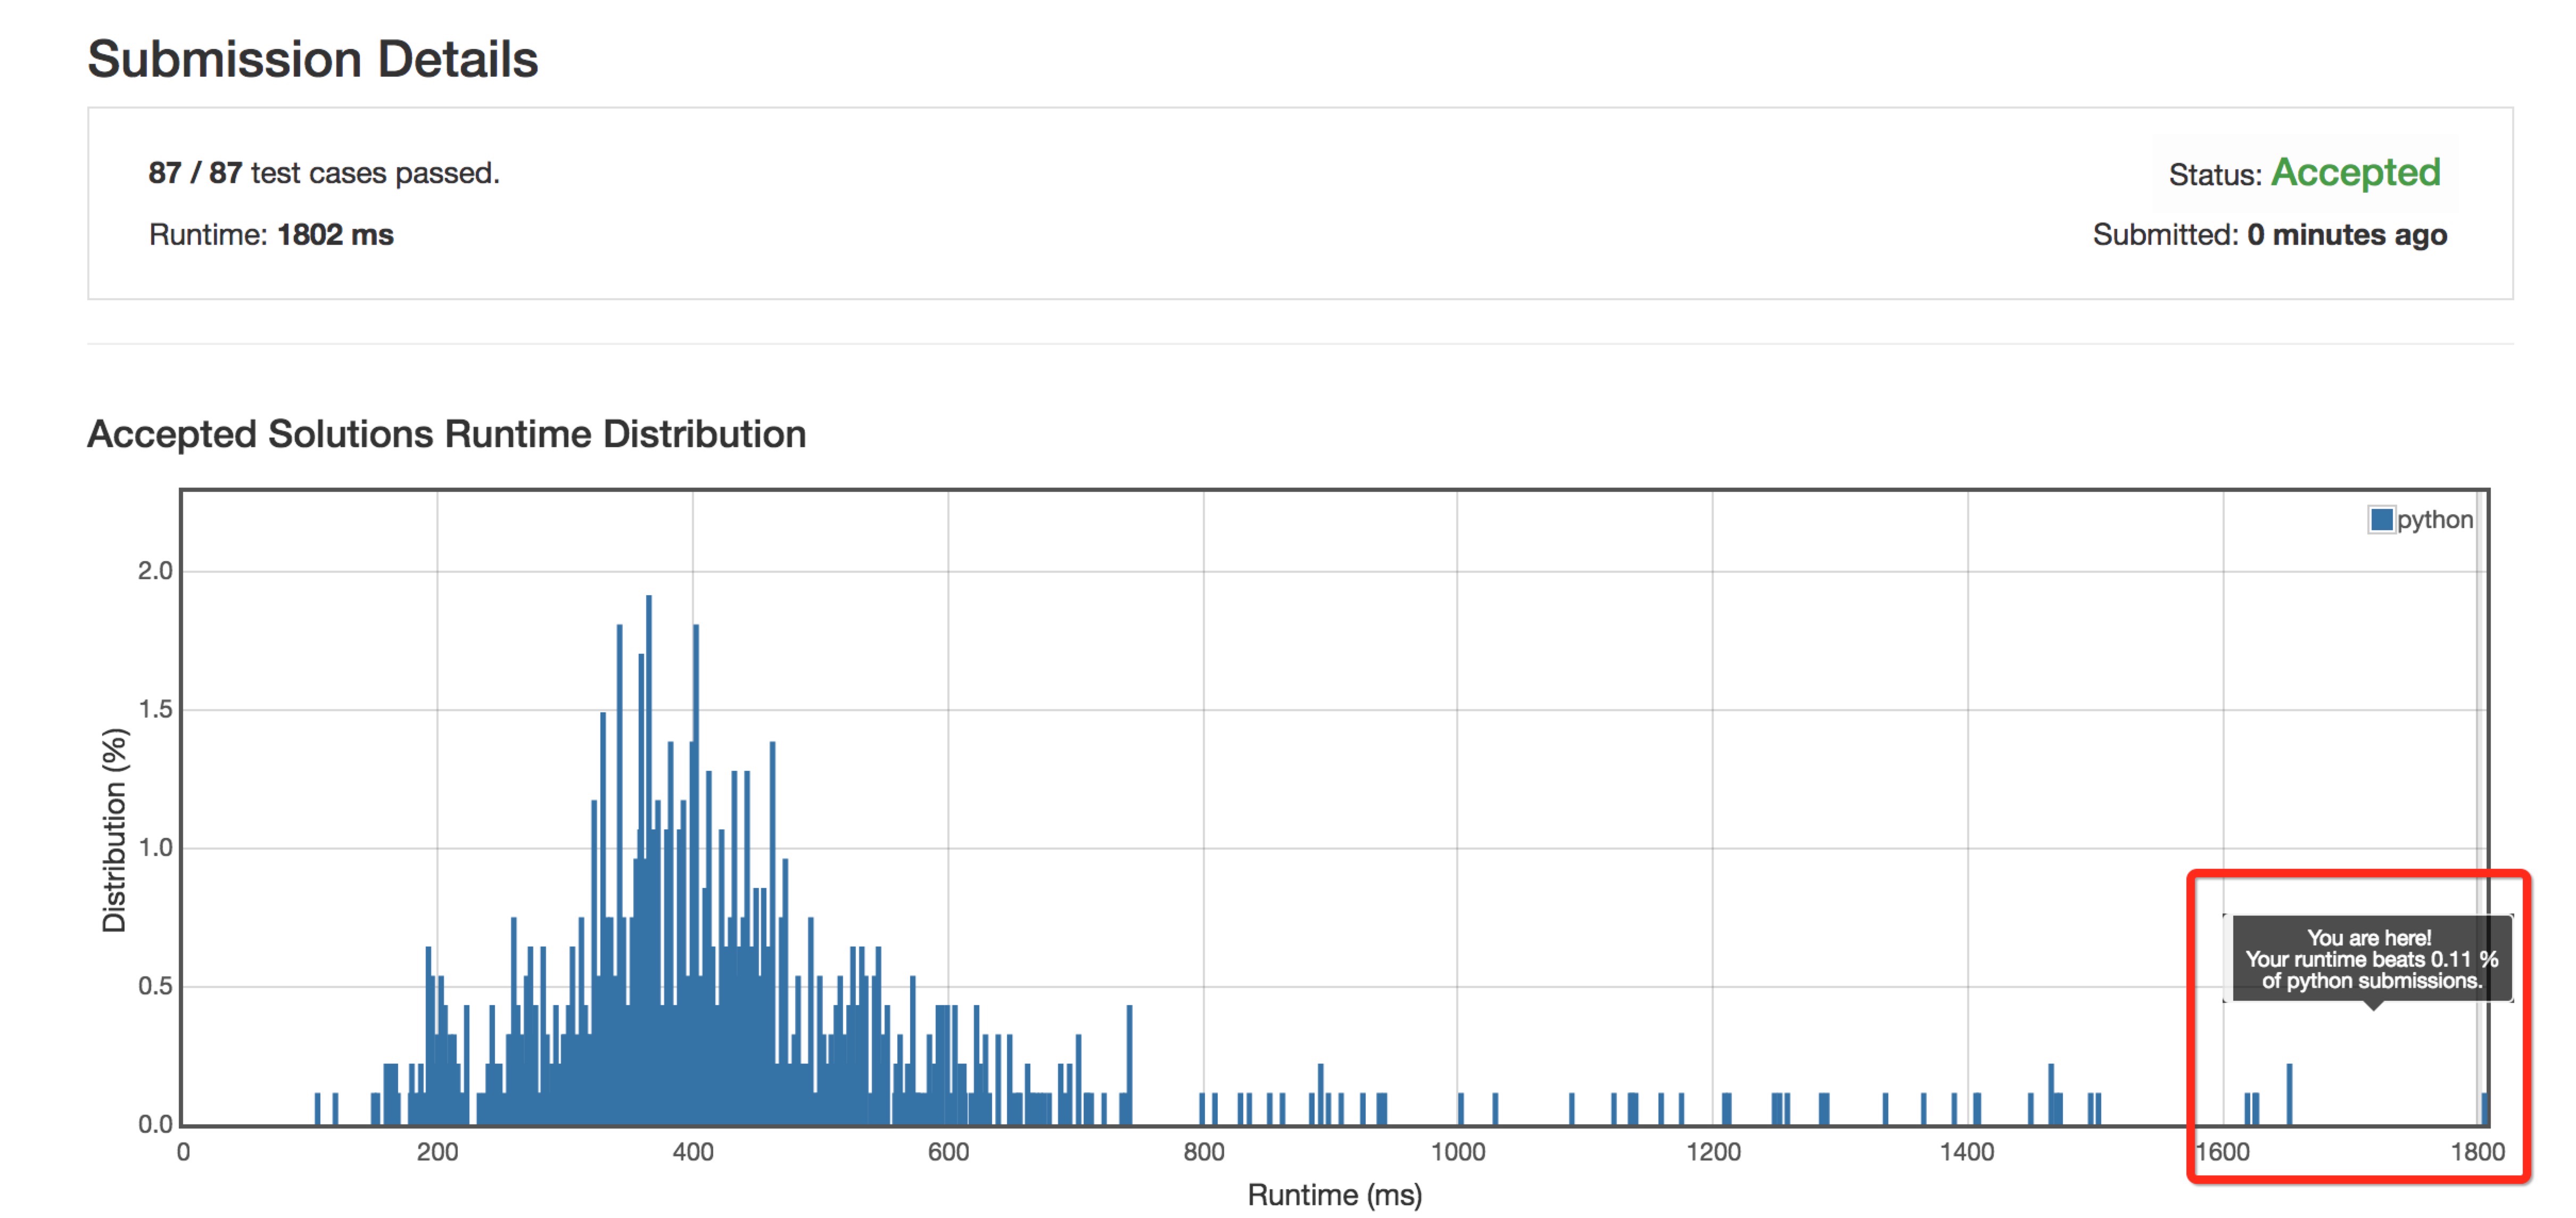 Submission Details
87 / 87 test cases passed.
Status: Accepted
Runtime: 1802 ms
Submitted: 0 minutes ago
Accepted Solutions Runtime Distribution
python
2.0
1.5
1.0
0.5
0.0
Distribution (%)
You are here!
Your runtime beats 0.11 %
of python submissions.
0 200 400 600 800 1000 1200 1400 1600 1800
Runtime (ms)